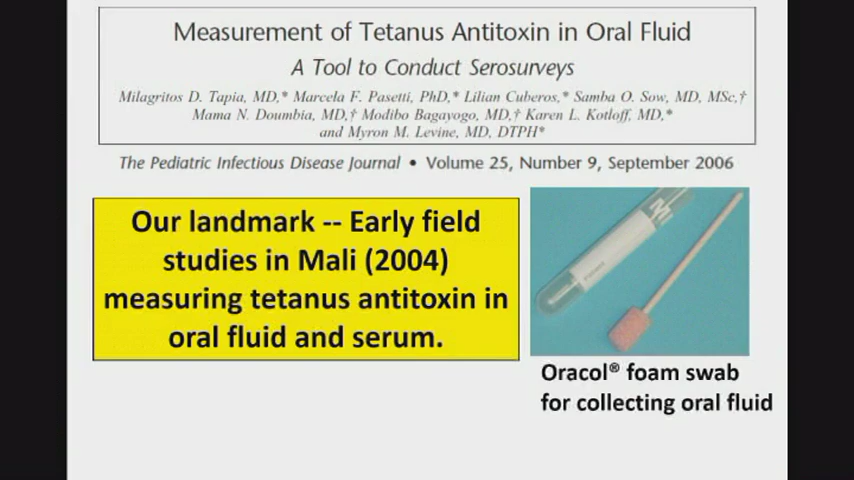 Measurement of Tetanus Antitoxin in Oral Fluid
A Tool to Conduct Serosurveys
Milagritos D. Tapia, MD,* Marcela F. Pasetti, PhD,* Lilian Cuberos,* Samba O. Sow, MD, MSc,†
Mama N. Doumbia, MD,† Modibo Bagayogo, MD,† Karen L. Kotloff, MD,*
and Myron M. Levine, MD, DTPH*
The Pediatric Infectious Disease Journal • Volume 25, Number 9, September 2006
Our landmark -- Early field
studies in Mali (2004)
measuring tetanus antitoxin in
oral fluid and serum.
Oracol® foam swab
for collecting oral fluid